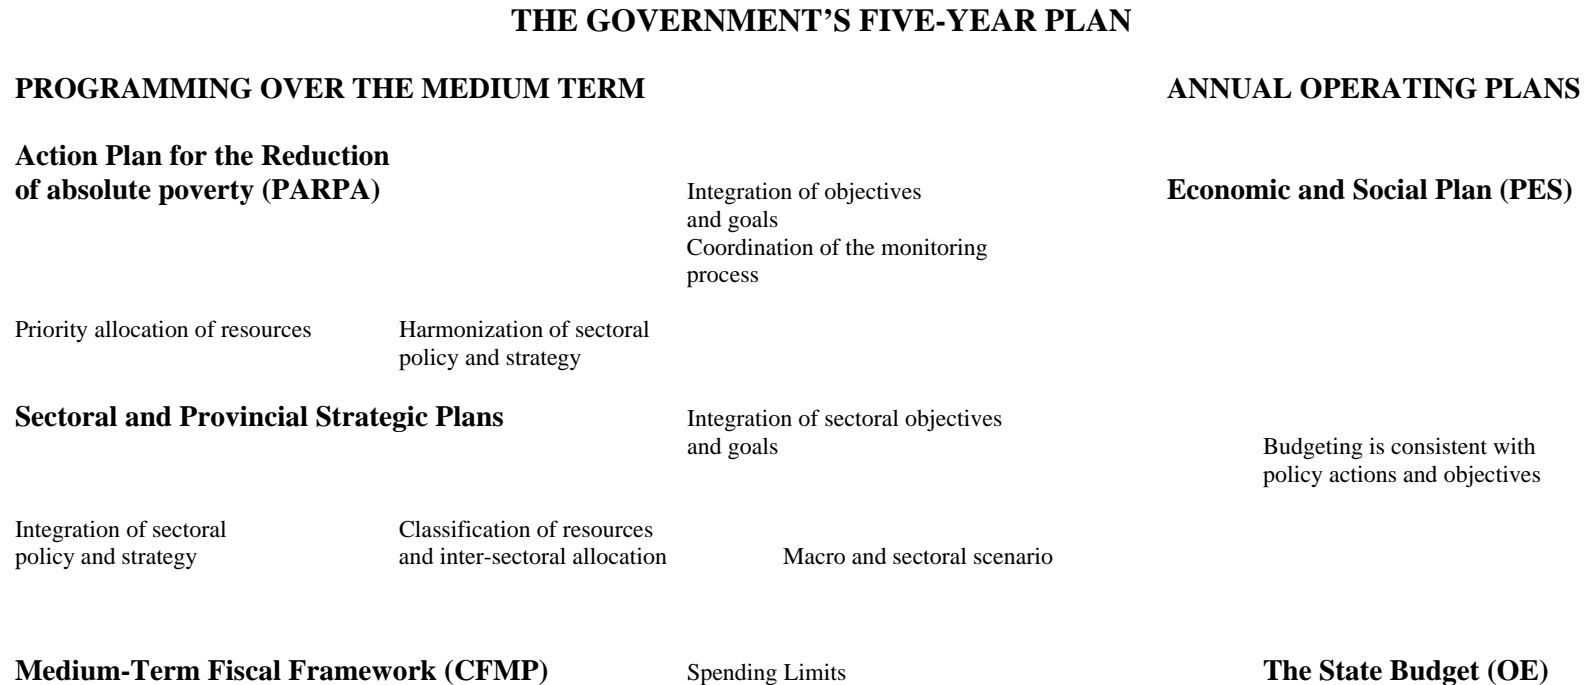 THE GOVERNMENT’S FIVE-YEAR PLAN
PROGRAMMING OVER THE MEDIUM TERM
ANNUAL OPERATING PLANS
Action Plan for the Reduction
of absolute poverty (PARPA)
Integration of objectives
and goals
Coordination of the monitoring
process
Economic and Social Plan (PES)
Priority allocation of resources
Harmonization of sectoral
policy and strategy
Sectoral and Provincial Strategic Plans
Integration of sectoral objectives
and goals
Budgeting is consistent with
policy actions and objectives
Integration of sectoral
policy and strategy
Classification of resources
and inter-sectoral allocation
Macro and sectoral scenario
Medium-Term Fiscal Framework (CFMP)
Spending Limits
The State Budget (OE)